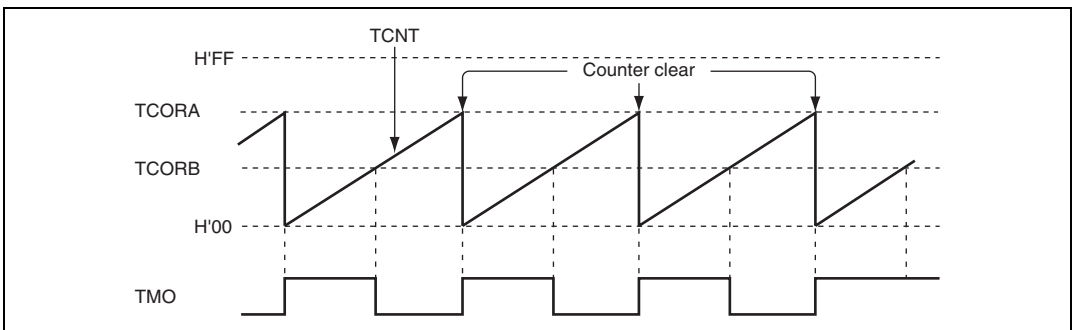 TCNT
H'FF
Counter clear
TCORA
TCORB
H'00
TMO